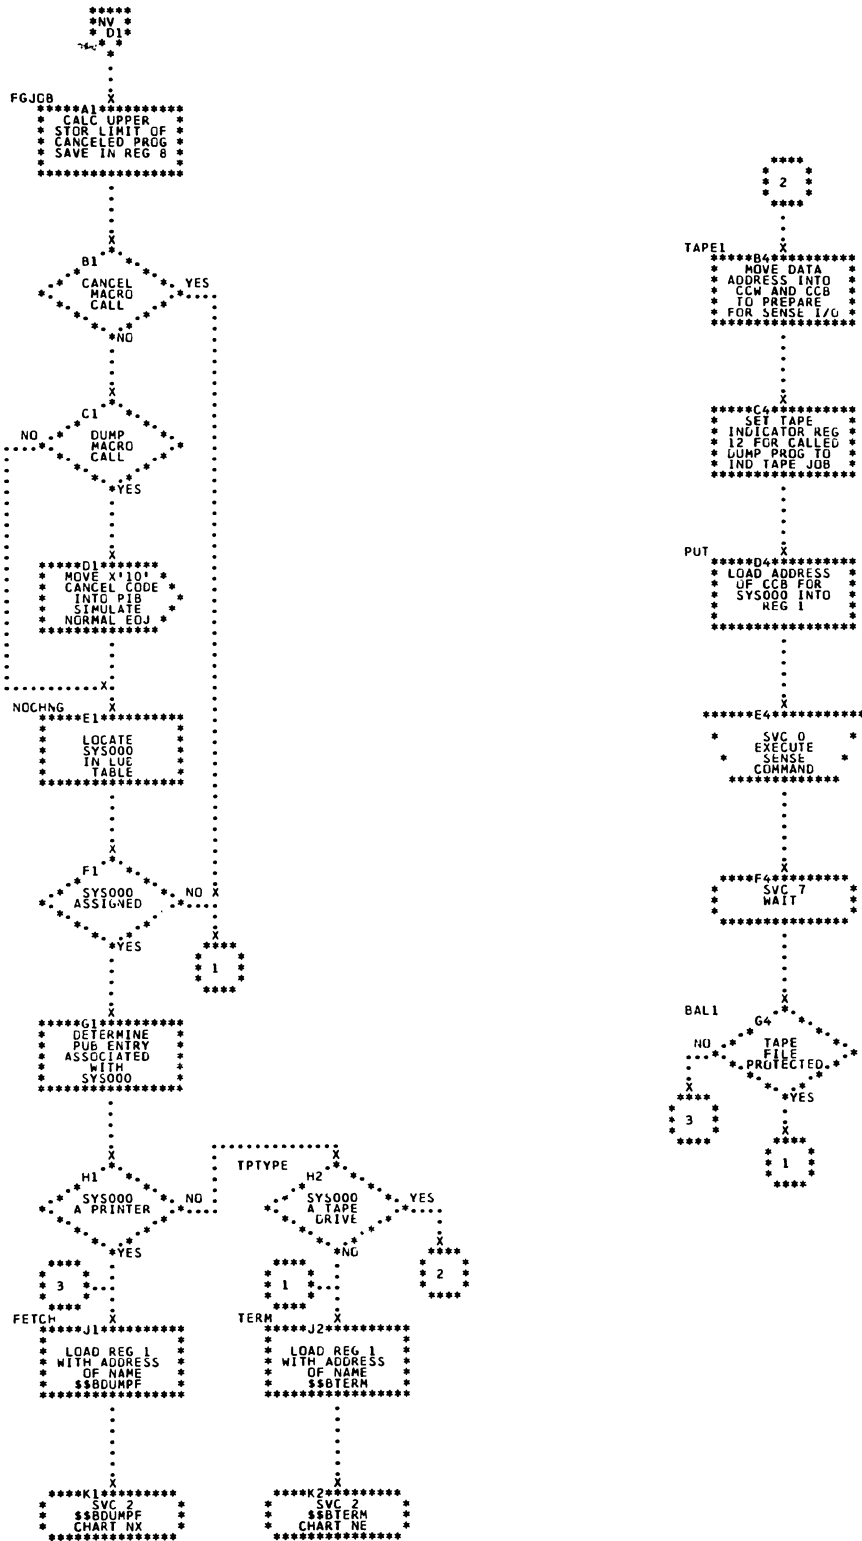 NV
D1
FGJOB
A1
CALC UPPER
STOR LIMIT OF
CANCELED PROG
SAVE IN REG 8
B1
CANCEL
MACRO
CALL
YES
NO
C1
DUMP
MACRO
CALL
NO
YES
D1
MOVE X'10'
CANCEL CODE
INTO PIB
SIMULATE
NORMAL EOJ
NOCHNG
E1
LOCATE
SYS000
IN LUB
TABLE
F1
SYS000
ASSIGNED
NO
YES
1
G1
DETERMINE
PUB ENTRY
ASSOCIATED
WITH
SYS000
H1
SYS000
A PRINTER
NO
YES
TPTYPE
H2
SYS000
A TAPE
DRIVE
YES
NO
2
3
1
FETCH
J1
LOAD REG 1
WITH ADDRESS
OF NAME
$$BDUMPF
TERM
J2
LOAD REG 1
WITH ADDRESS
OF NAME
$$BTERM
K1
SVC 2
$$BDUMPF
CHART NX
K2
SVC 2
$$BTERM
CHART NE
2
TAPE1
B4
MOVE DATA
ADDRESS INTO
CCW AND CCB
TO PREPARE
FOR SENSE I/O
C4
SET TAPE
INDICATOR REG
12 FOR CALLED
DUMP PROG TO
IND TAPE JOB
PUT
D4
LOAD ADDRESS
OF CCB FOR
SYS000 INTO
REG 1
E4
SVC 0
EXECUTE
SENSE
COMMAND
F4
SVC 7
WAIT
BAL1
G4
TAPE
FILE
PROTECTED
NO
YES
3
1